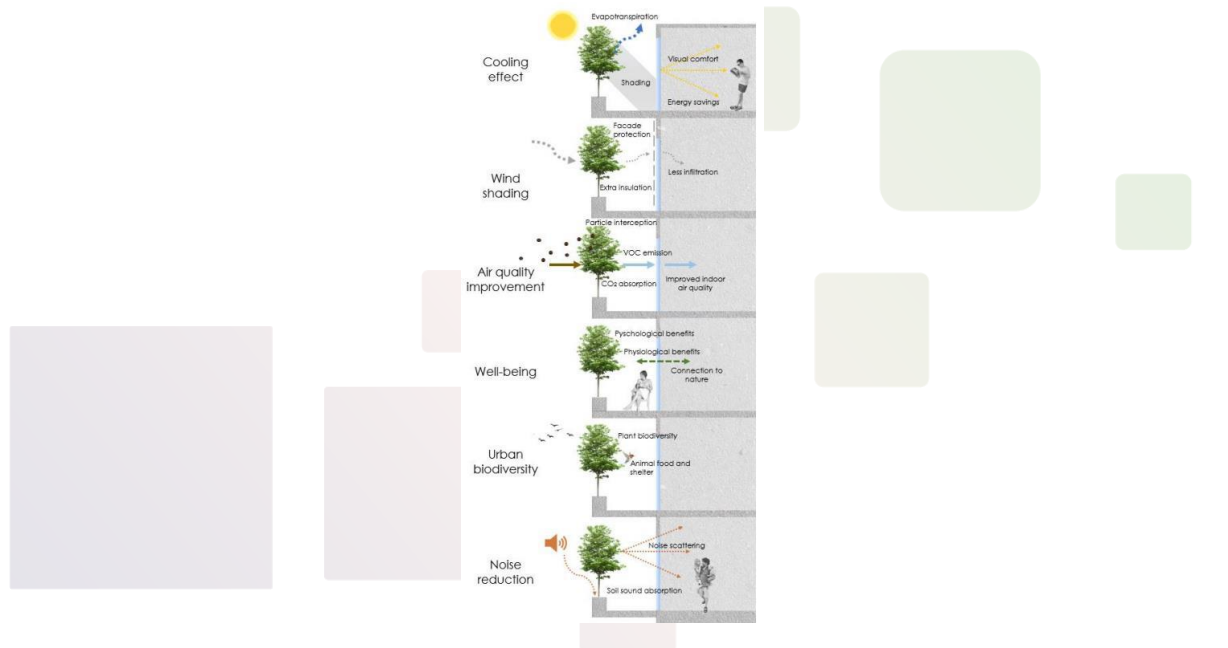 Evapotranspiration
Cooling
effect
Visual comfort
Shading
Energy savings
Facade
protection
Wind
shading
Less infiltration
Extra insulation
Particle interception
VOC emission
Air quality
improvement
CO₂ absorption
Improved indoor
air quality
Pyschological benefits
Physiological benefits
Well-being
Connection to
nature
Plant biodiversity
Urban
biodiversity
Animal food and
shelter
Noise scattering
Noise
reduction
Soil sound absorption